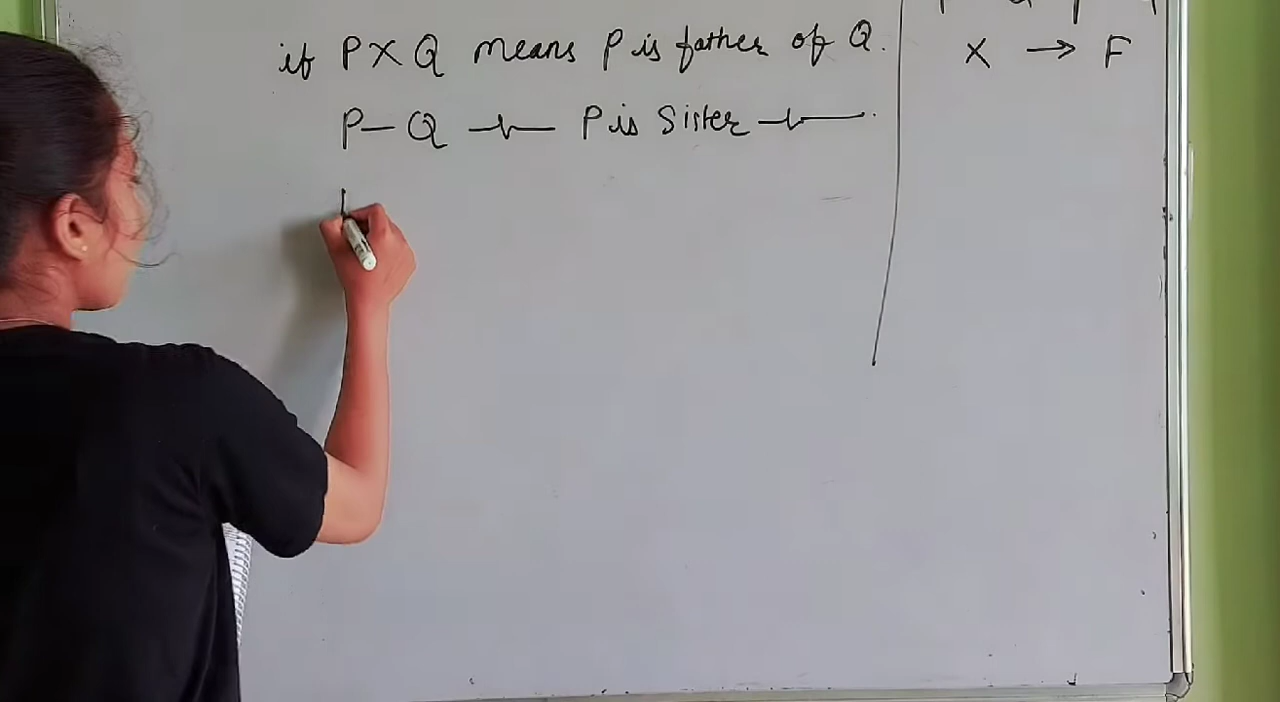 if P X Q means P is father of Q.
P - Q —〃— P is Sister —〃—.
X → F